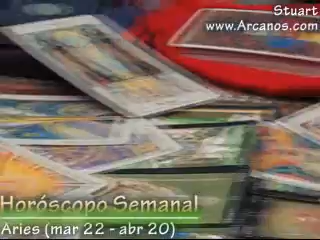 Stuart
www.Arcanos.com
Horóscopo Semanal
Aries (mar 22 - abr 20)